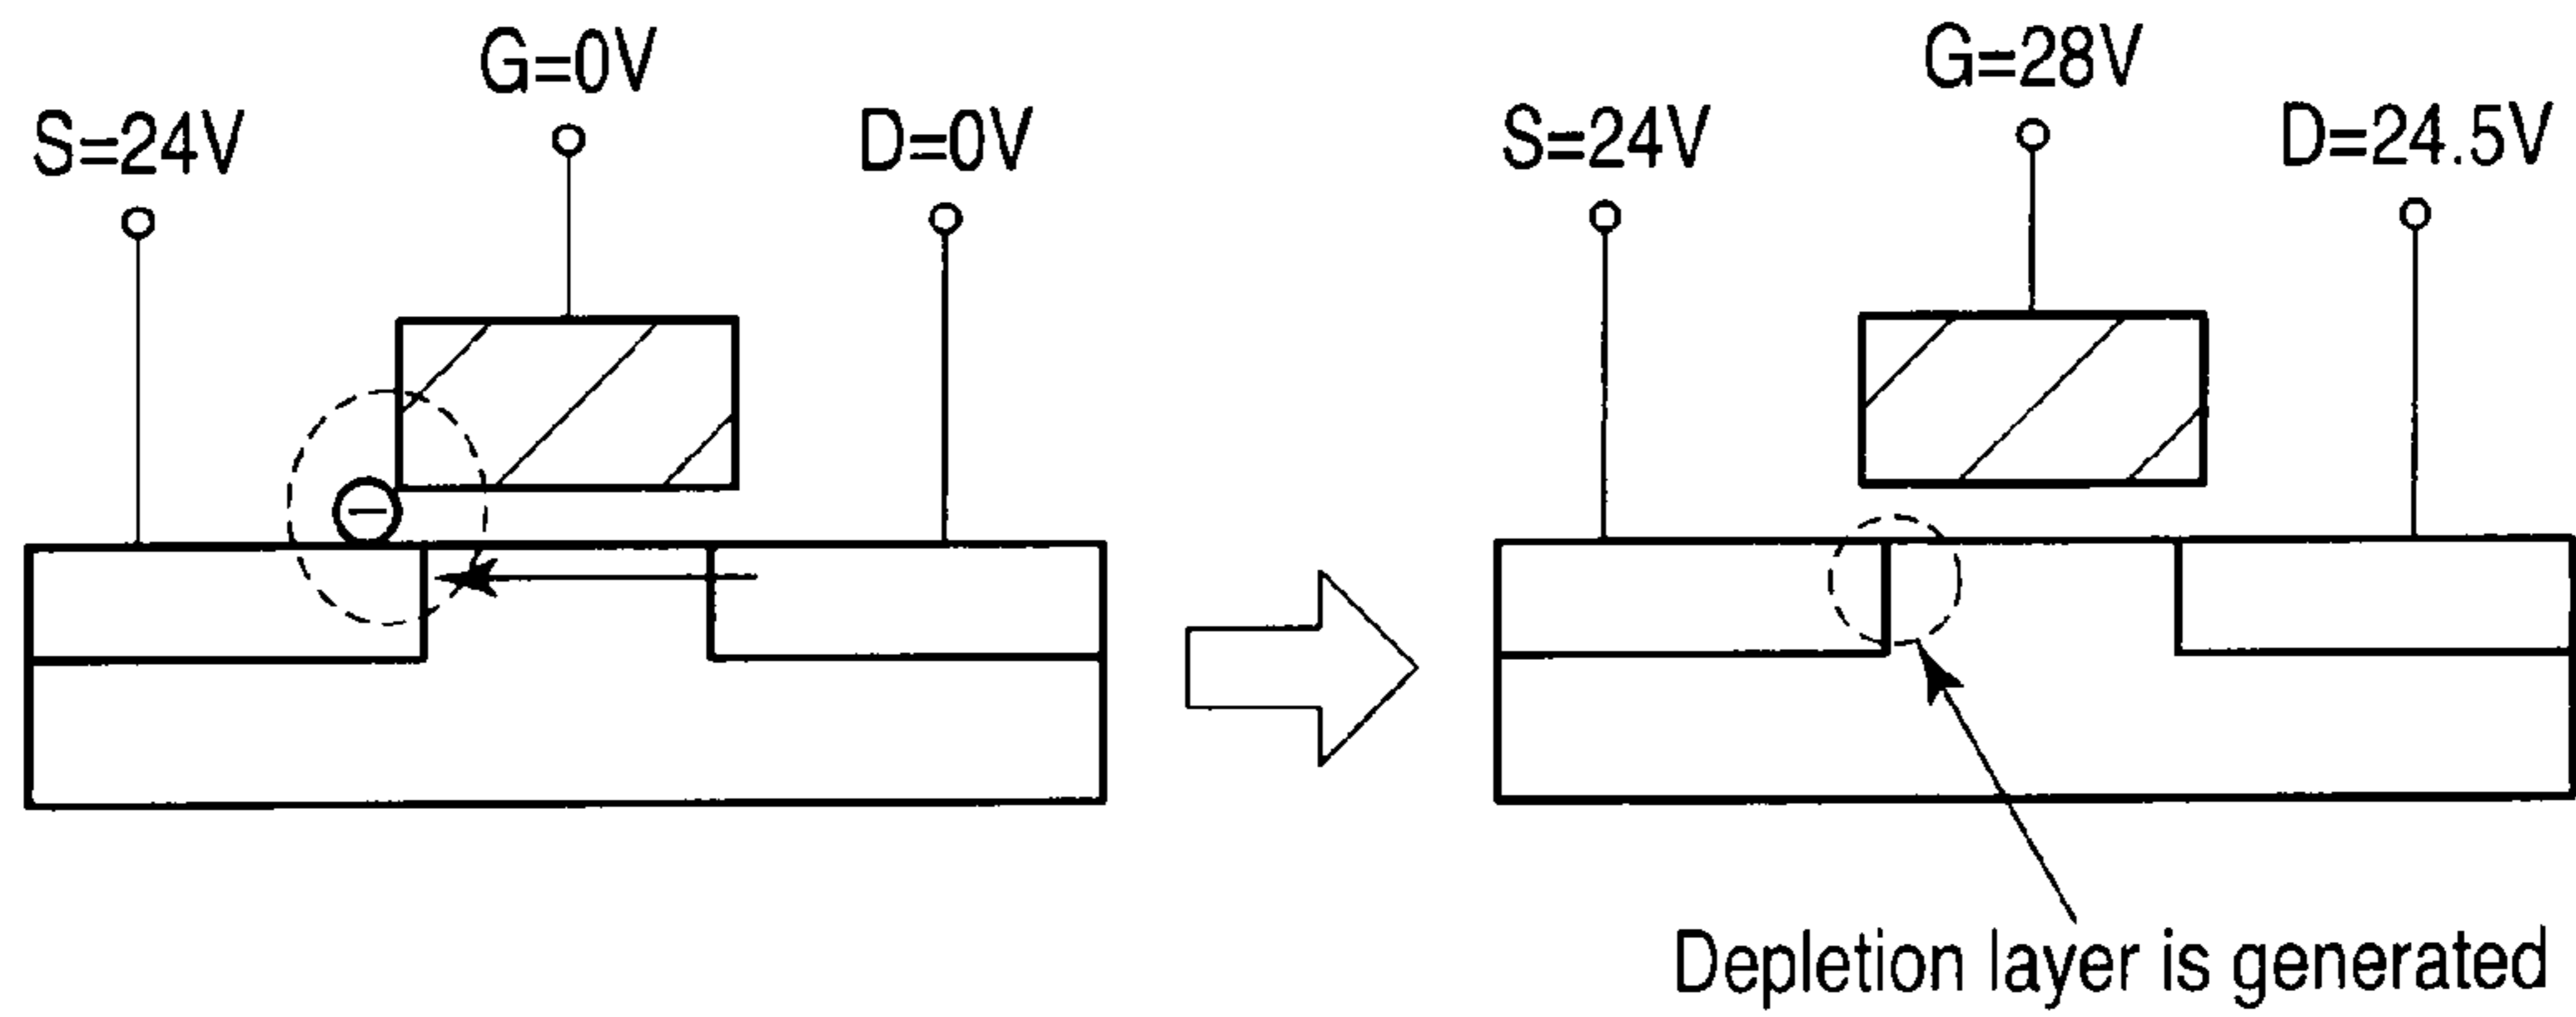 S=24V
G=0V
D=0V
S=24V
G=28V
D=24.5V
Depletion layer is generated